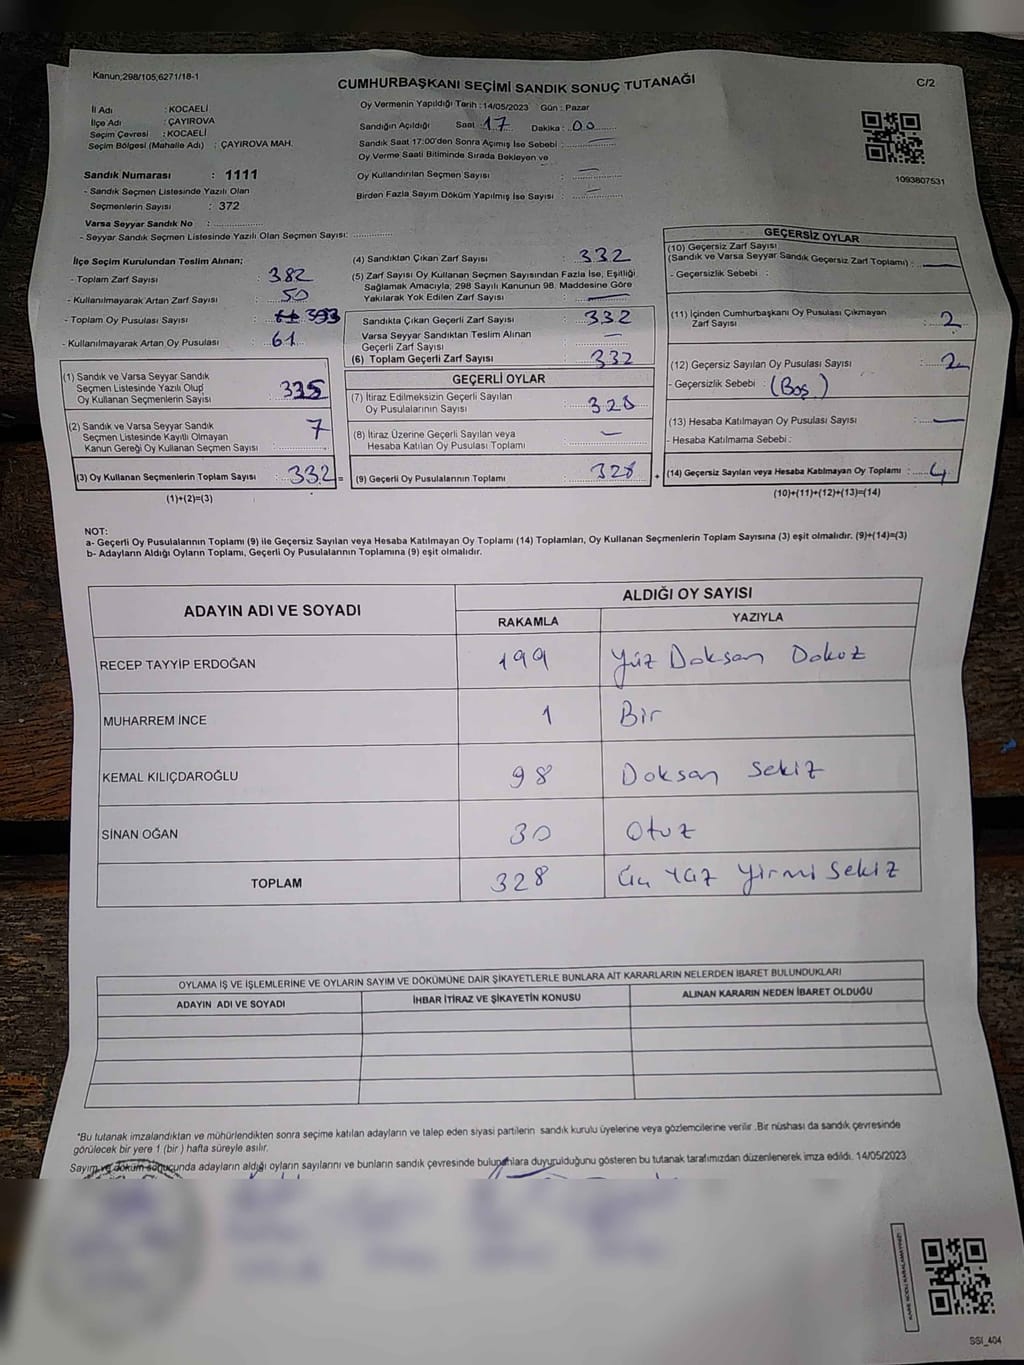 Kanun;298/105,6271/18-1
CUMHURBAŞKANI SEÇİMİ SANDIK SONUÇ TUTANAĞI
C/2
İl Adı : KOCAELİ
İlçe Adı : ÇAYIROVA
Seçim Çevresi : KOCAELİ
Seçim Bölgesi (Mahalle Adı) : ÇAYIROVA MAH.
Sandık Numarası : 1111
- Sandık Seçmen Listesinde Yazılı Olan
Seçmenlerin Sayısı : 372
Varsa Seyyar Sandık No :
- Seyyar Sandık Seçmen Listesinde Yazılı Olan Seçmen Sayısı:
Oy Vermenin Yapıldığı Tarih :14/05/2023 Gün : Pazar
Sandığın Açıldığı Saat : 17 Dakika : 00
Sandık Saat 17:00'den Sonra Açımış İse Sebebi : —
Oy Verme Saati Bitiminde Sırada Bekleyen ve
Oy Kullandırılan Seçmen Sayısı : —
Birden Fazla Sayım Döküm Yapılmış İse Sayısı : —
1093807531
İlçe Seçim Kurulundan Teslim Alınan;
- Toplam Zarf Sayısı : 382
- Kullanılmayarak Artan Zarf Sayısı : 50
- Toplam Oy Pusulası Sayısı : 393
- Kullanılmayarak Artan Oy Pusulası : 61
(1) Sandık ve Varsa Seyyar Sandık
Seçmen Listesinde Yazılı Olup
Oy Kullanan Seçmenlerin Sayısı : 325
(2) Sandık ve Varsa Seyyar Sandık
Seçmen Listesinde Kayıtlı Olmayan
Kanun Gereği Oy Kullanan Seçmen Sayısı : 7
(3) Oy Kullanan Seçmenlerin Toplam Sayısı : 332 =
(1)+(2)=(3)
(4) Sandıktan Çıkan Zarf Sayısı : 332
(5) Zarf Sayısı Oy Kullanan Seçmen Sayısından Fazla İse, Eşitliği
Sağlamak Amacıyla, 298 Sayılı Kanunun 98. Maddesine Göre
Yakılarak Yok Edilen Zarf Sayısı : —
Sandıkta Çıkan Geçerli Zarf Sayısı : 332
Varsa Seyyar Sandıktan Teslim Alınan
Geçerli Zarf Sayısı : —
(6) Toplam Geçerli Zarf Sayısı : 332
GEÇERLİ OYLAR
(7) İtiraz Edilmeksizin Geçerli Sayılan
Oy Pusulalarının Sayısı : 328
(8) İtiraz Üzerine Geçerli Sayılan veya
Hesaba Katılan Oy Pusulası Toplamı : —
(9) Geçerli Oy Pusulalarının Toplamı : 328 +
GEÇERSİZ OYLAR
(10) Geçersiz Zarf Sayısı
(Sandık ve Varsa Seyyar Sandık Geçersiz Zarf Toplamı) : —
- Geçersizlik Sebebi :
(11) İçinden Cumhurbaşkanı Oy Pusulası Çıkmayan
Zarf Sayısı : 2
(12) Geçersiz Sayılan Oy Pusulası Sayısı : 2
- Geçersizlik Sebebi : (Boş)
(13) Hesaba Katılmayan Oy Pusulası Sayısı : —
- Hesaba Katılmama Sebebi :
(14) Geçersiz Sayılan veya Hesaba Katılmayan Oy Toplamı : 4
(10)+(11)+(12)+(13)=(14)
NOT:
a- Geçerli Oy Pusulalarının Toplamı (9) ile Geçersiz Sayılan veya Hesaba Katılmayan Oy Toplamı (14) Toplamları, Oy Kullanan Seçmenlerin Toplam Sayısına (3) eşit olmalıdır. (9)+(14)=(3)
b- Adayların Aldığı Oyların Toplamı, Geçerli Oy Pusulalarının Toplamına (9) eşit olmalıdır.
ADAYIN ADI VE SOYADI
ALDIĞI OY SAYISI
RAKAMLA YAZIYLA
RECEP TAYYİP ERDOĞAN 199 Yüz Doksan Dokuz
MUHARREM İNCE 1 Bir
KEMAL KILIÇDAROĞLU 98 Doksan Sekiz
SİNAN OĞAN 30 Otuz
TOPLAM 328 Üç Yüz Yirmi Sekiz
OYLAMA İŞ VE İŞLEMLERİNE VE OYLARIN SAYIM VE DÖKÜMÜNE DAİR ŞİKAYETLERLE BUNLARA AİT KARARLARIN NELERDEN İBARET BULUNDUKLARI
ADAYIN ADI VE SOYADI İHBAR İTİRAZ VE ŞİKAYETİN KONUSU ALINAN KARARIN NEDEN İBARET OLDUĞU
*Bu tutanak imzalandıktan ve mühürlendikten sonra seçime katılan adayların ve talep eden siyasi partilerin sandık kurulu üyelerine veya gözlemcilerine verilir .Bir nüshası da sandık çevresinde
görülecek bir yere 1 (bir ) hafta süreyle asılır.
Sayım ve döküm sonucunda adayların aldığı oyların sayılarını ve bunların sandık çevresinde bulunanlara duyurulduğunu gösteren bu tutanak tarafımızdan düzenlenerek imza edildi. 14/05/2023
KARE KODU KARALAMAYINIZ!
SSI_404